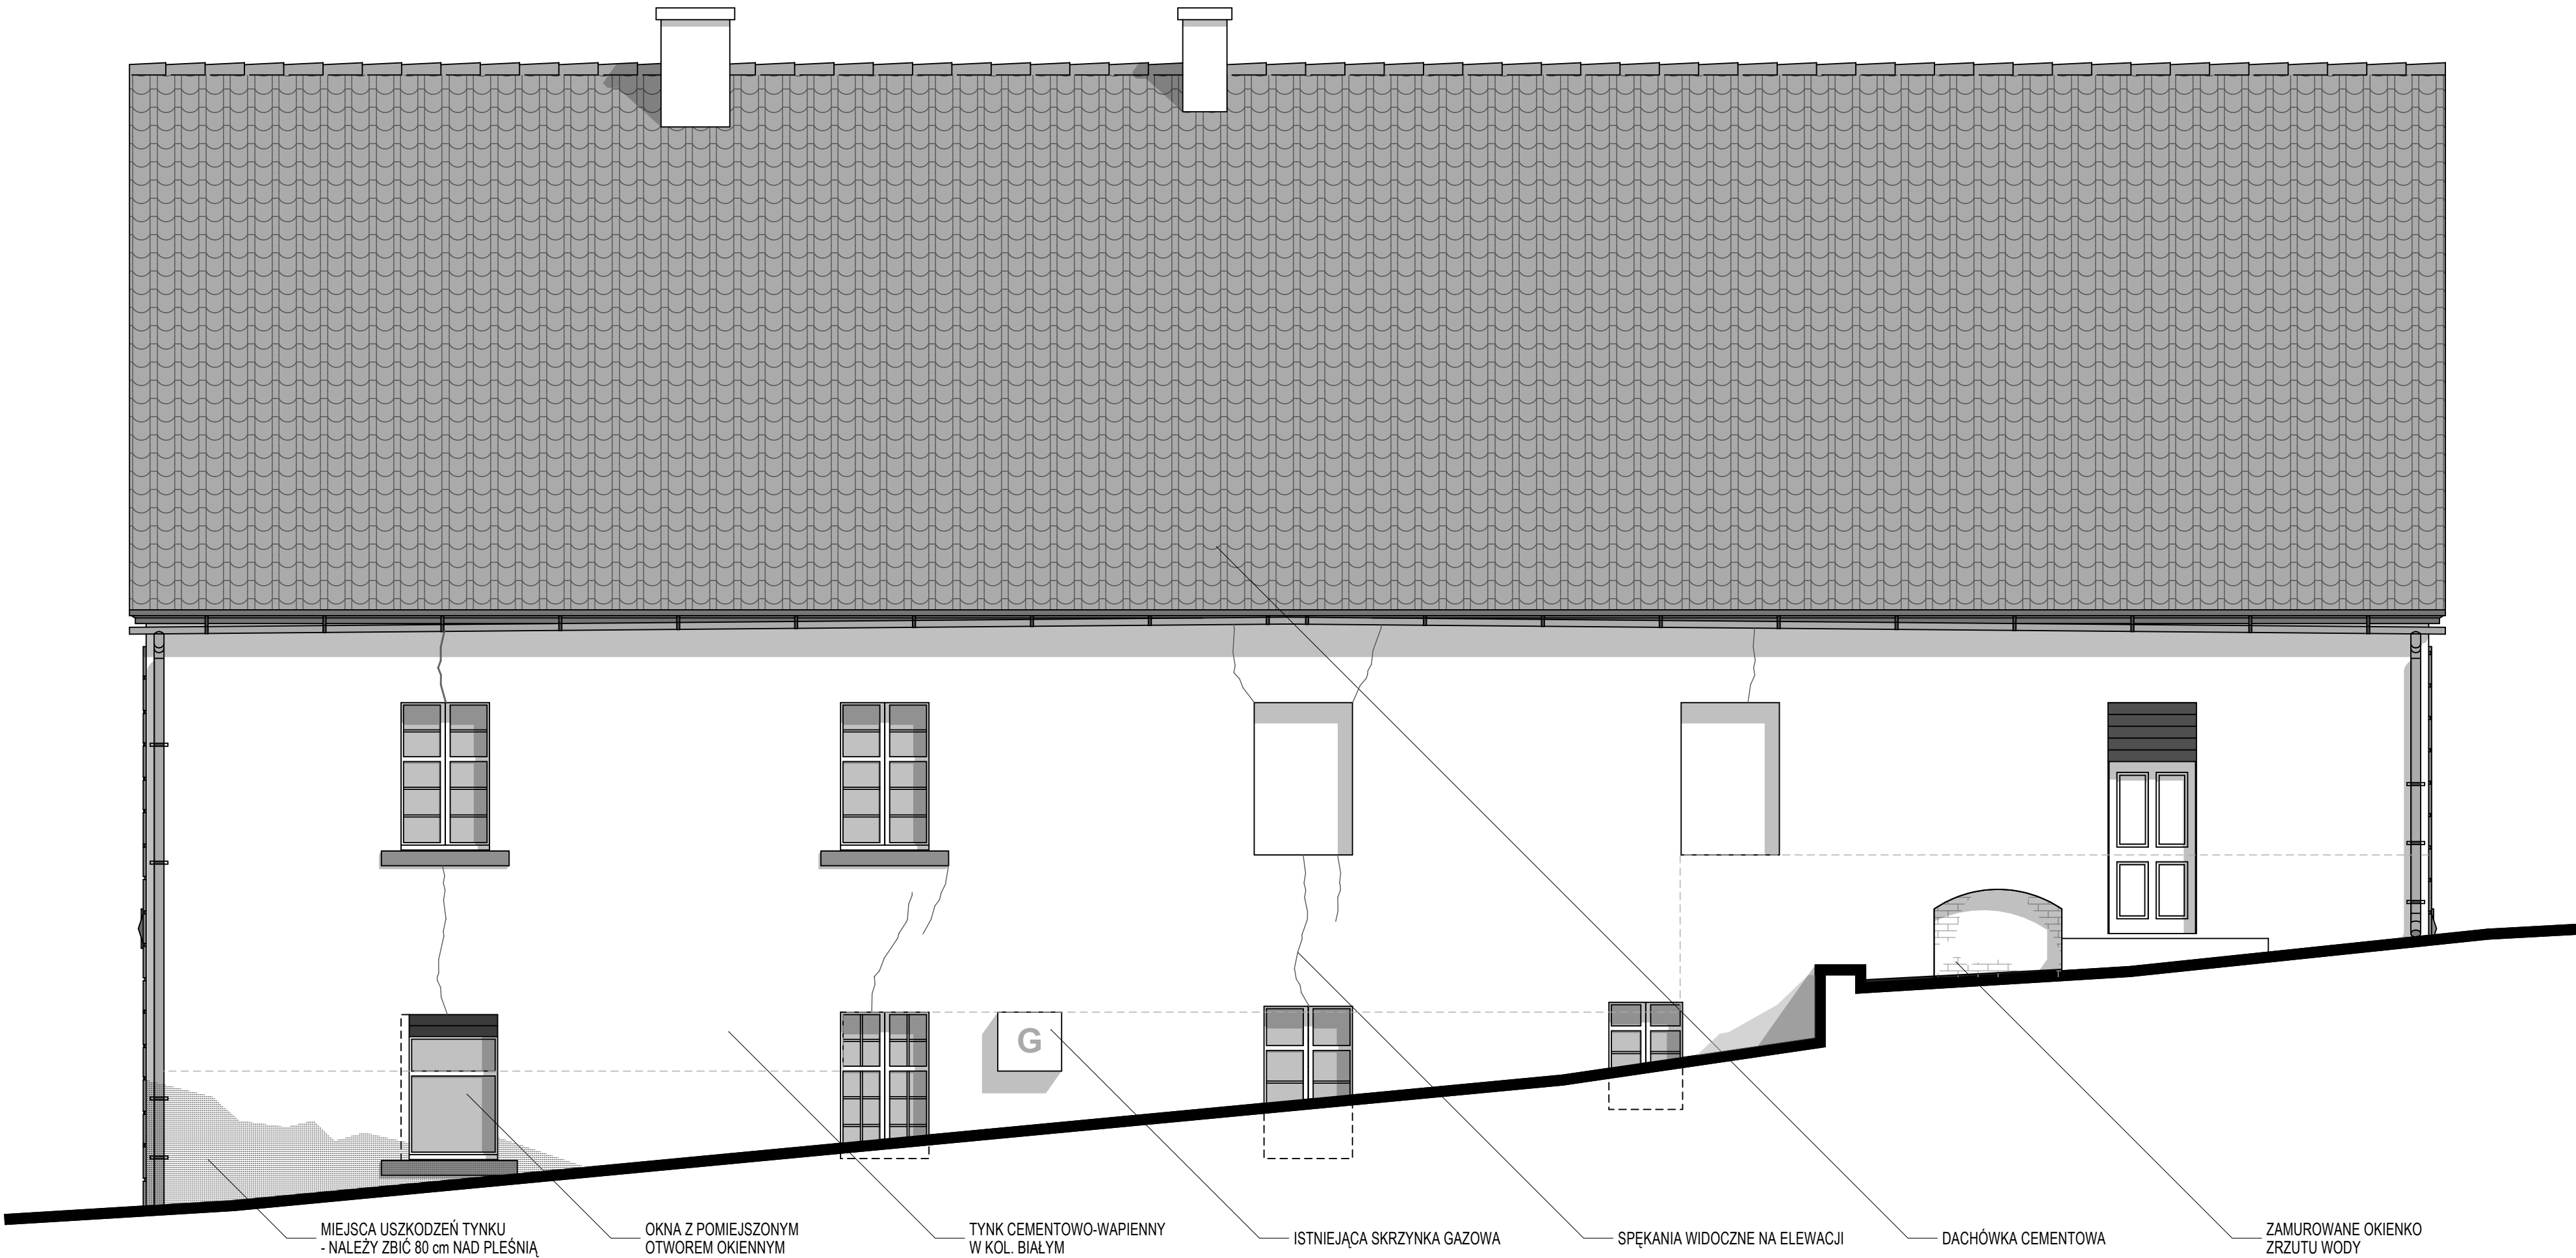 G
MIEJSCA USZKODZEŃ TYNKU
- NALEŻY ZBIĆ 80 cm NAD PLEŚNIĄ
OKNA Z POMIEJSZONYM
OTWOREM OKIENNYM
TYNK CEMENTOWO-WAPIENNY
W KOL. BIAŁYM
ISTNIEJĄCA SKRZYNKA GAZOWA
SPĘKANIA WIDOCZNE NA ELEWACJI
DACHÓWKA CEMENTOWA
ZAMUROWANE OKIENKO
ZRZUTU WODY